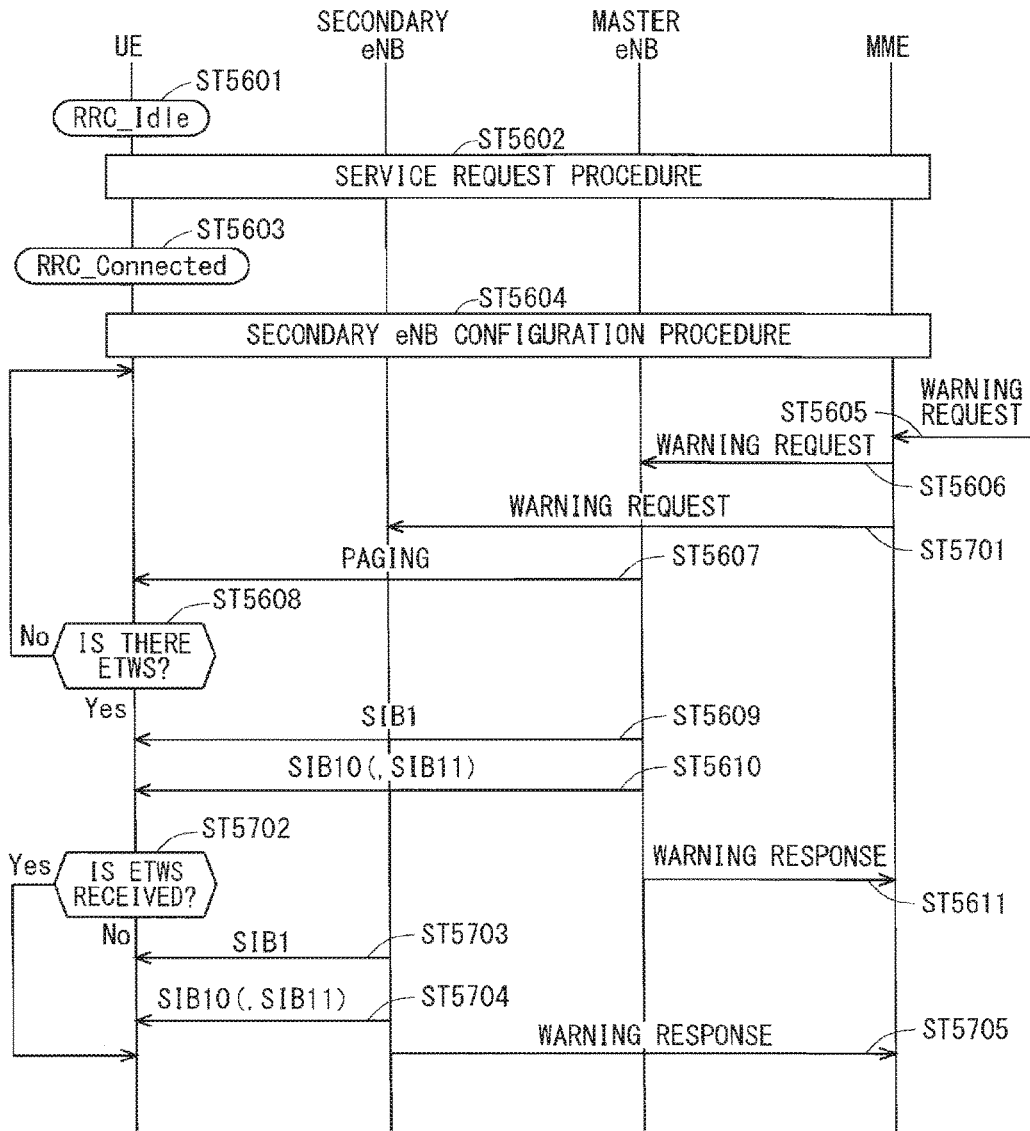 UE
SECONDARY
eNB
MASTER
eNB
MME
ST5601
RRC_Idle
ST5602
SERVICE REQUEST PROCEDURE
ST5603
RRC_Connected
ST5604
SECONDARY eNB CONFIGURATION PROCEDURE
WARNING
REQUEST
ST5605
WARNING REQUEST
ST5606
WARNING REQUEST
ST5701
PAGING
ST5607
ST5608
No
IS THERE
ETWS?
Yes
SIB1
ST5609
SIB10(,SIB11)
ST5610
ST5702
Yes
IS ETWS
RECEIVED?
WARNING RESPONSE
ST5611
No
SIB1
ST5703
SIB10(,SIB11)
ST5704
WARNING RESPONSE
ST5705